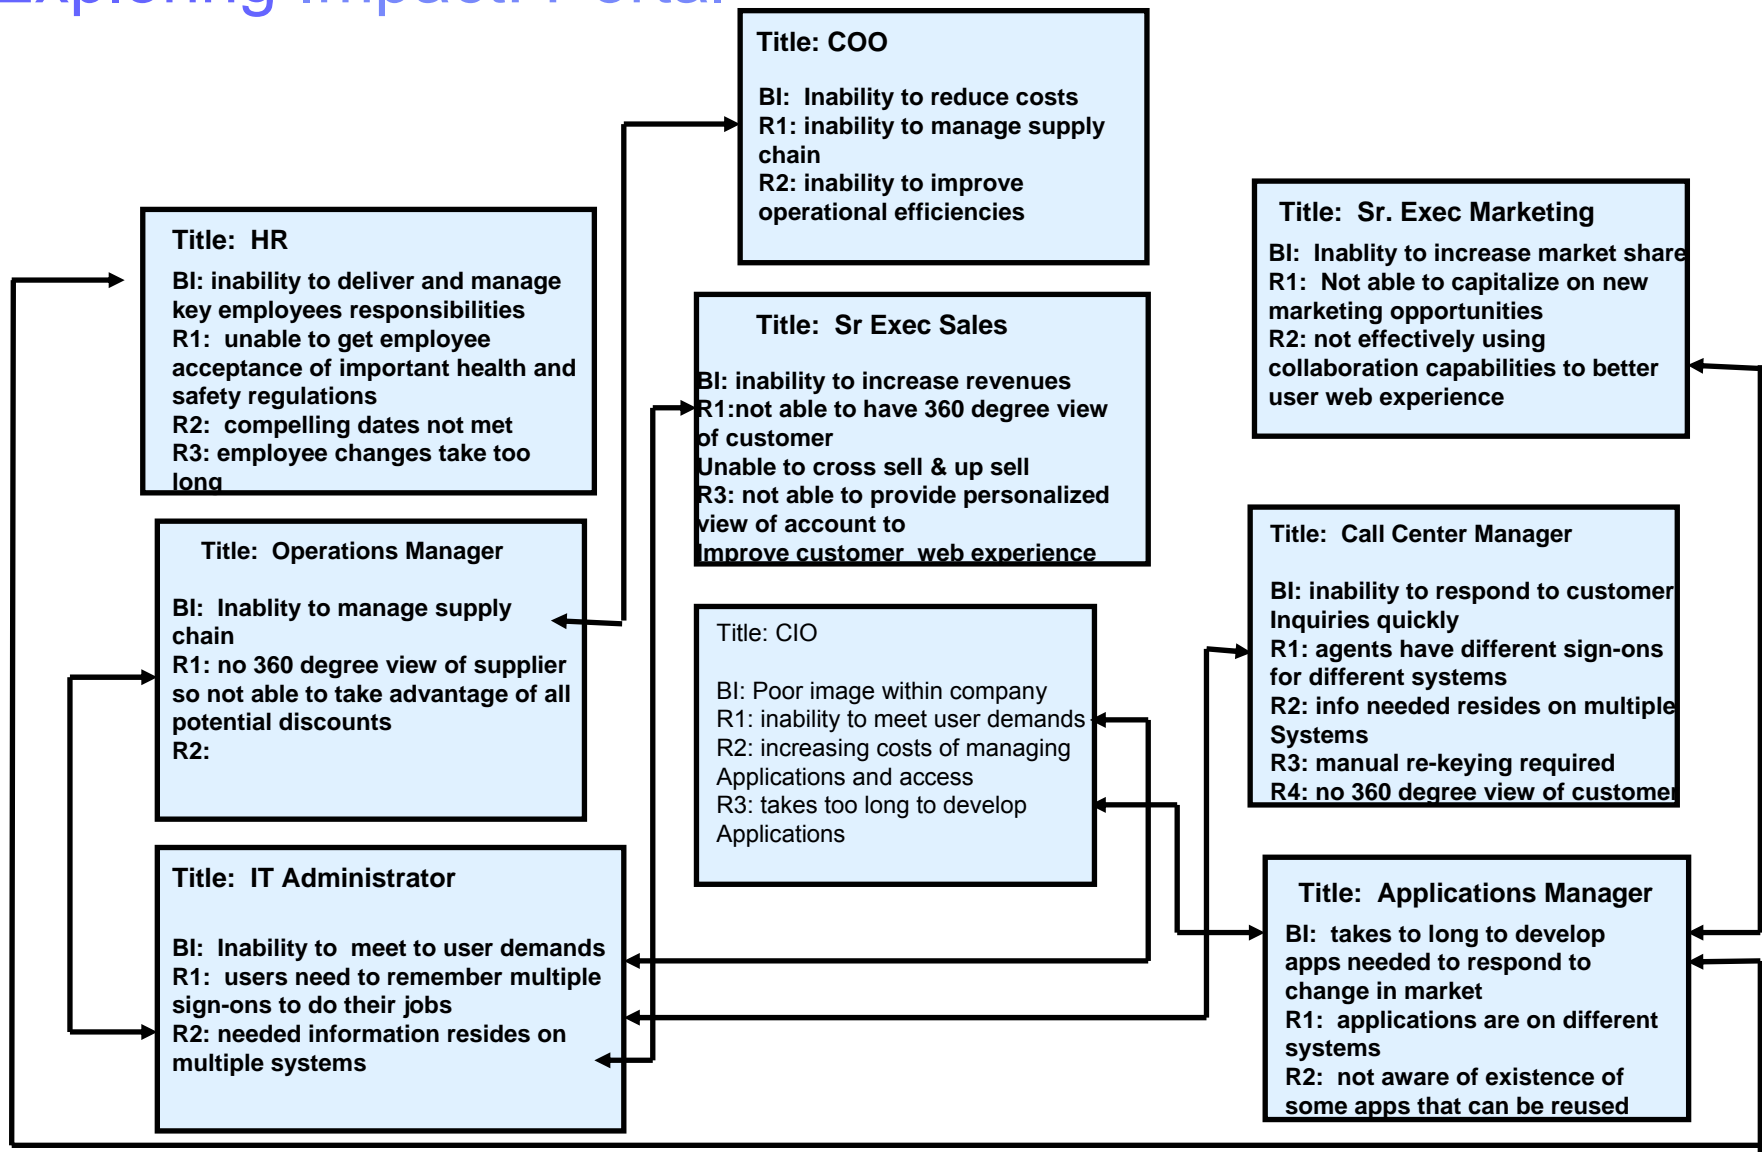 Exploring Impact: Portal
Title: COO
BI:  Inability to reduce costs
R1: inability to manage supply
chain
R2: inability to improve
operational efficiencies
Title:  HR
BI: inability to deliver and manage
key employees responsibilities
R1:  unable to get employee
acceptance of important health and
safety regulations
R2:  compelling dates not met
R3: employee changes take too
long
Title:  Sr Exec Sales
BI: inability to increase revenues
R1:not able to have 360 degree view
of customer
Unable to cross sell & up sell
R3: not able to provide personalized
view of account to
Improve customer  web experience
Title:  Sr. Exec Marketing
BI:  Inablity to increase market share
R1:  Not able to capitalize on new
marketing opportunities
R2: not effectively using
collaboration capabilities to better
user web experience
Title:  Operations Manager
BI:  Inablity to manage supply
chain
R1: no 360 degree view of supplier
so not able to take advantage of all
potential discounts
R2:
Title: CIO
BI: Poor image within company
R1: inability to meet user demands
R2: increasing costs of managing
Applications and access
R3: takes too long to develop
Applications
Title:  Call Center Manager
BI: inability to respond to customer
Inquiries quickly
R1: agents have different sign-ons
for different systems
R2: info needed resides on multiple
Systems
R3: manual re-keying required
R4: no 360 degree view of customer
Title:  IT Administrator
BI:  Inability to  meet to user demands
R1:  users need to remember multiple
sign-ons to do their jobs
R2: needed information resides on
multiple systems
Title:  Applications Manager
BI:  takes to long to develop
apps needed to respond to
change in market
R1:  applications are on different
systems
R2:  not aware of existence of
some apps that can be reused